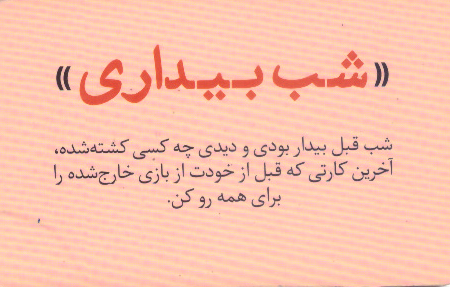 «شب بیداری»
شب قبل بیدار بودی و دیدی چه کسی کشته‌شده،
آخرین کارتی که قبل از خودت از بازی خارج‌شده را
برای همه رو کن.